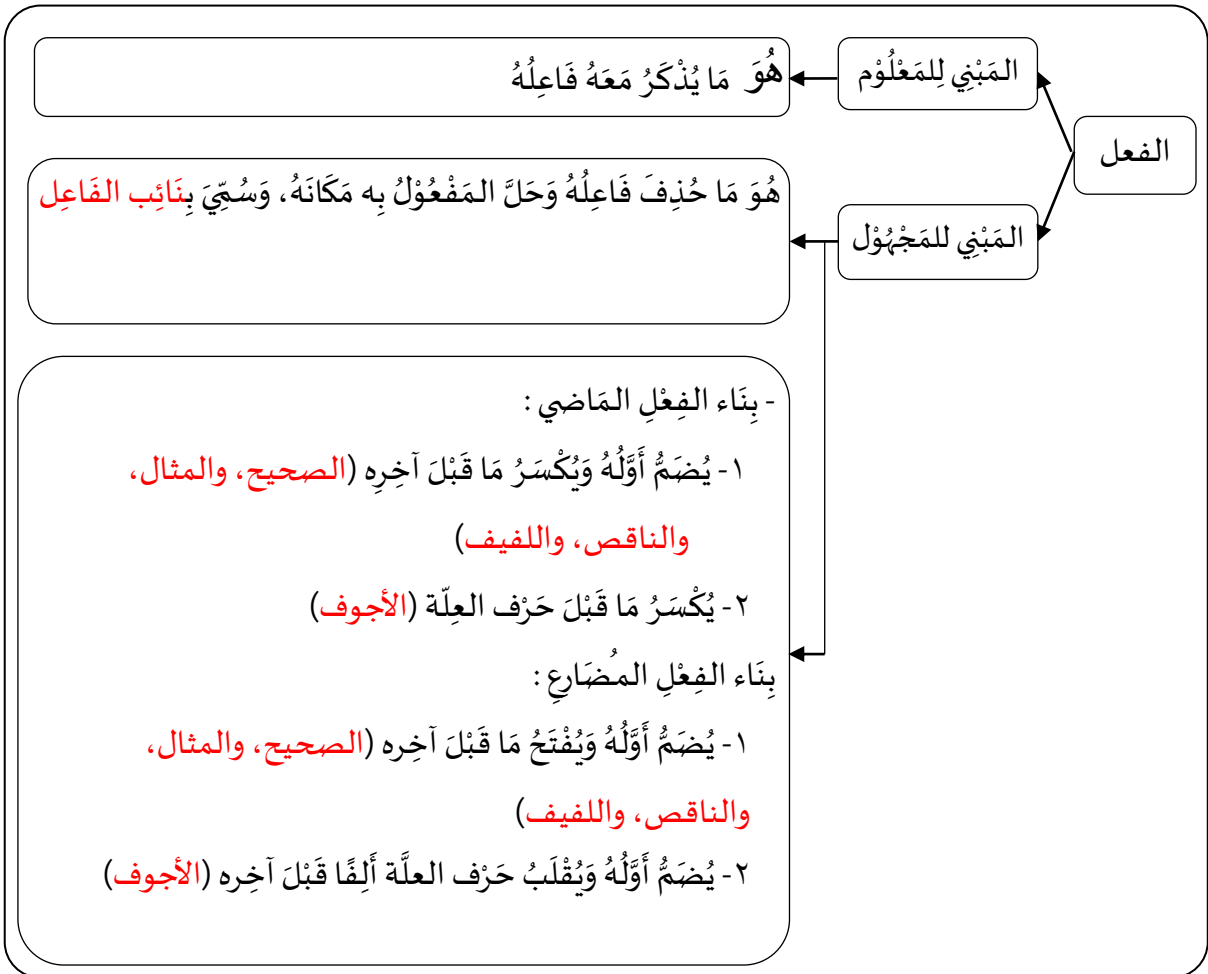 الفعل
المَبْنِي لِلمَعْلُوْم
هُوَ مَا يُذْكَرُ مَعَهُ فَاعِلُهُ
المَبْنِي للمَجْهُوْل
هُوَ مَا حُذِفَ فَاعِلُهُ وَحَلَّ المَفْعُوْلُ بِه مَكَانَهُ، وَسُمِّيَ بِنَائِب الفَاعِل
- بِنَاء الفِعْلِ المَاضي :
١- يُضَمُّ أَوَّلُهُ وَيُكْسَرُ مَا قَبْلَ آخِرِه (الصحيح، والمثال،
والناقص، واللفيف)
٢- يُكْسَرُ مَا قَبْلَ حَرْف العِلّة (الأجوف)
بِنَاء الفِعْلِ المُضَارِعِ :
١- يُضَمُّ أَوَّلُهُ وَيُفْتَحُ مَا قَبْلَ آخِره (الصحيح، والمثال،
والناقص، واللفيف)
٢- يُضَمُّ أَوَّلُهُ وَيُقْلَبُ حَرْف العلَّة أَلِفًا قَبْلَ آخِره (الأجوف)